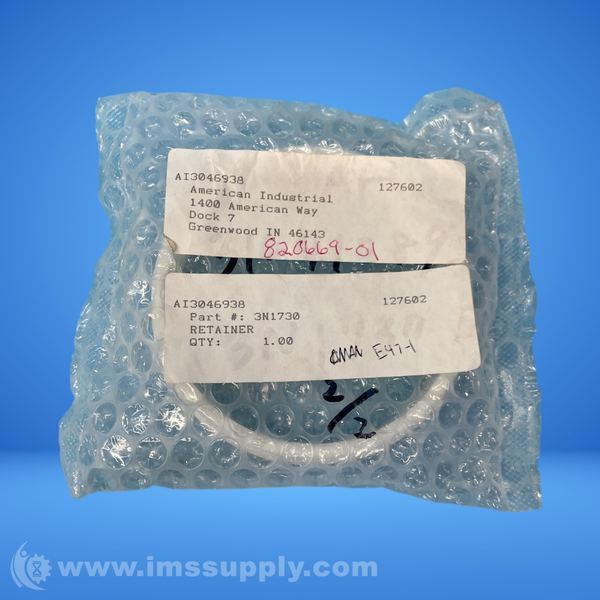 AI3046938 127602
American Industrial
1400 American Way
Dock 7
Greenwood IN 46143
820669-01
AI3046938 127602
Part #: 3N1730
RETAINER
QTY: 1.00
E47-1
2/2
www.imssupply.com